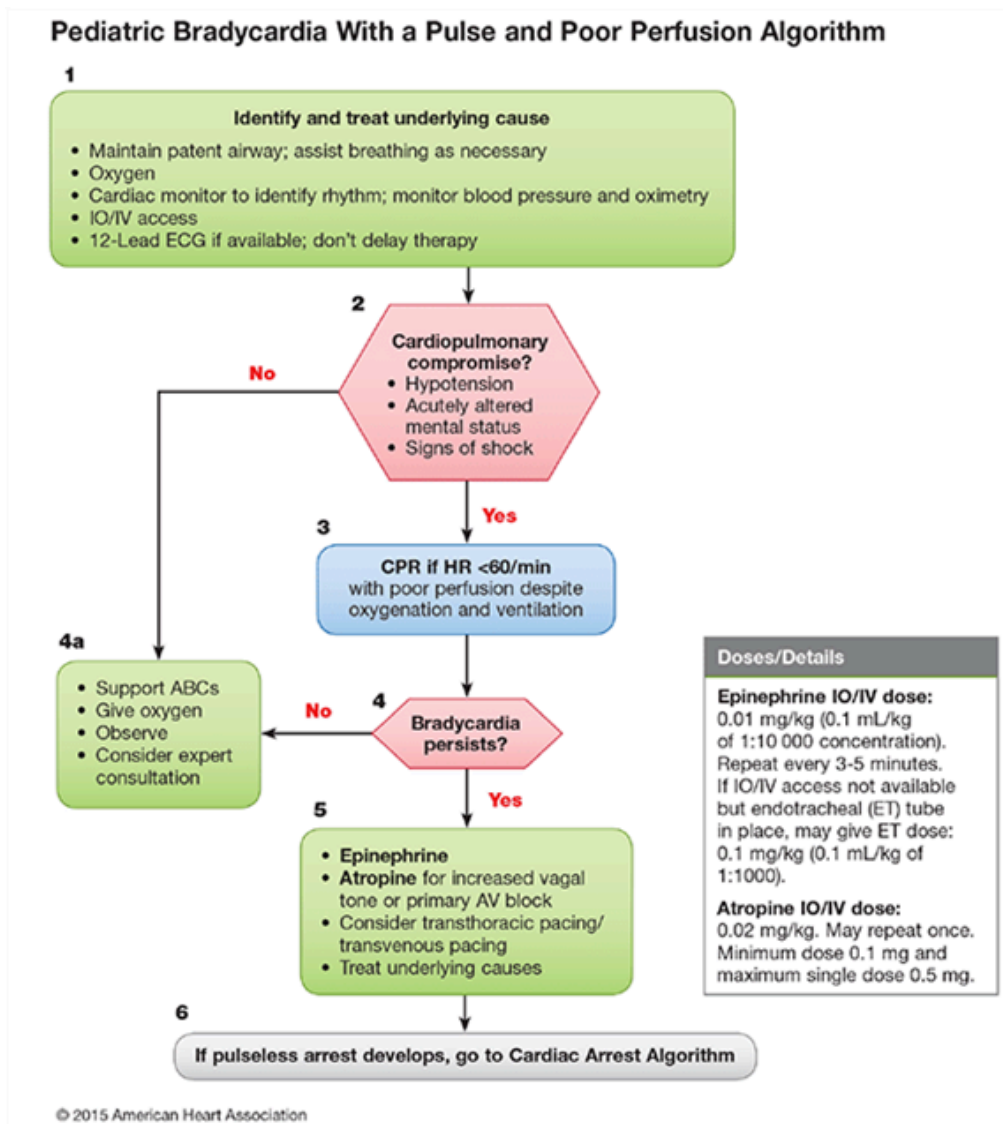 Pediatric Bradycardia With a Pulse and Poor Perfusion Algorithm
1
Identify and treat underlying cause
• Maintain patent airway; assist breathing as necessary
• Oxygen
• Cardiac monitor to identify rhythm; monitor blood pressure and oximetry
• IO/IV access
• 12-Lead ECG if available; don't delay therapy
2
Cardiopulmonary
compromise?
• Hypotension
• Acutely altered
mental status
• Signs of shock
No
Yes
3
CPR if HR <60/min
with poor perfusion despite
oxygenation and ventilation
4a
• Support ABCs
• Give oxygen
• Observe
• Consider expert
consultation
No
4
Bradycardia
persists?
Yes
5
• Epinephrine
• Atropine for increased vagal
tone or primary AV block
• Consider transthoracic pacing/
transvenous pacing
• Treat underlying causes
6
If pulseless arrest develops, go to Cardiac Arrest Algorithm
Doses/Details
Epinephrine IO/IV dose:
0.01 mg/kg (0.1 mL/kg
of 1:10 000 concentration).
Repeat every 3-5 minutes.
If IO/IV access not available
but endotracheal (ET) tube
in place, may give ET dose:
0.1 mg/kg (0.1 mL/kg of
1:1000).
Atropine IO/IV dose:
0.02 mg/kg. May repeat once.
Minimum dose 0.1 mg and
maximum single dose 0.5 mg.
© 2015 American Heart Association